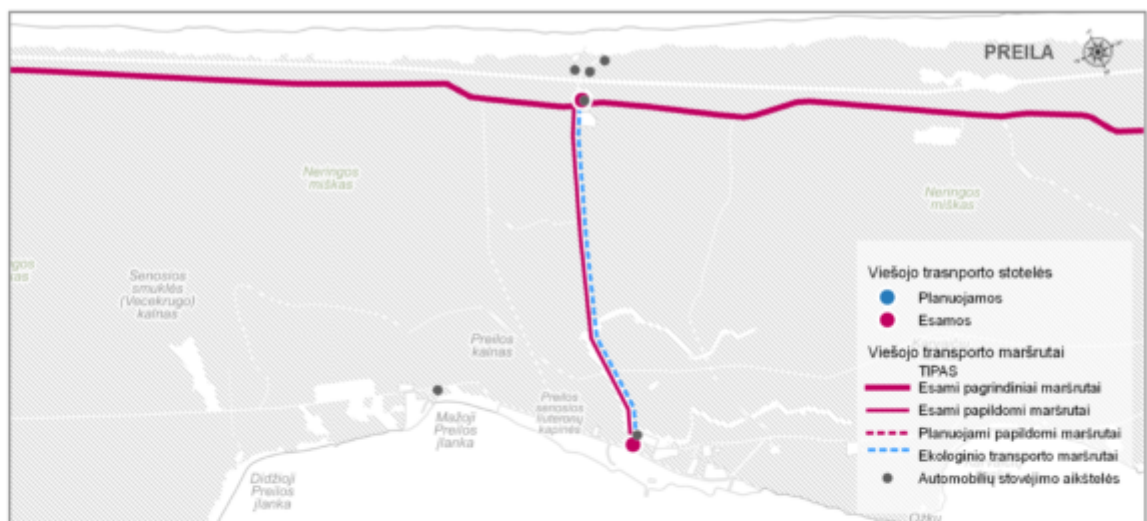 PREILA
Neringos
miškas
Neringos
miškas
Senosios
smuklės
(Vecekrugo)
kalnas
Preilos
kalnas
Preilos
senosios
liuteronų
kapinės
Mažoji
Preilos
įlanka
Didžioji
Preilos
įlanka
Viešojo trasnporto stotelės
Planuojamos
Esamos
Viešojo transporto maršrutai
TIPAS
Esami pagrindiniai maršrutai
Esami papildomi maršrutai
Planuojami papildomi maršrutai
Ekologinio transporto maršrutai
Automobilių stovėjimo aikštelės